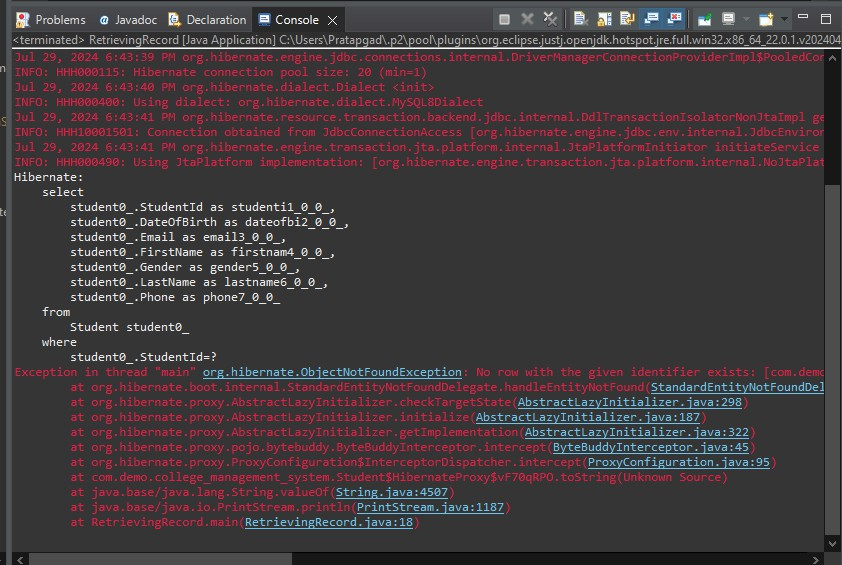 Problems @ Javadoc Declaration Console
<terminated> RetrievingRecord [Java Application] C:\Users\Pratapgad\.p2\pool\plugins\org.eclipse.justj.openjdk.hotspot.jre.full.win32.x86_64_22.0.1.v202404
Jul 29, 2024 6:43:39 PM org.hibernate.engine.jdbc.connections.internal.DriverManagerConnectionProviderImpl$PooledCon
INFO: HHH000115: Hibernate connection pool size: 20 (min=1)
Jul 29, 2024 6:43:40 PM org.hibernate.dialect.Dialect <init>
INFO: HHH000400: Using dialect: org.hibernate.dialect.MySQL8Dialect
Jul 29, 2024 6:43:41 PM org.hibernate.resource.transaction.backend.jdbc.internal.DdlTransactionIsolatorNonJtaImpl ge
INFO: HHH10001501: Connection obtained from JdbcConnectionAccess [org.hibernate.engine.jdbc.env.internal.JdbcEnviron
Jul 29, 2024 6:43:41 PM org.hibernate.engine.transaction.jta.platform.internal.JtaPlatformInitiator initiateService
INFO: HHH000490: Using JtaPlatform implementation: [org.hibernate.engine.transaction.jta.platform.internal.NoJtaPlat
Hibernate:
select
student0_.StudentId as studenti1_0_0_,
student0_.DateOfBirth as dateofbi2_0_0_,
student0_.Email as email3_0_0_,
student0_.FirstName as firstnam4_0_0_,
student0_.Gender as gender5_0_0_,
student0_.LastName as lastname6_0_0_,
student0_.Phone as phone7_0_0_
from
Student student0_
where
student0_.StudentId=?
Exception in thread "main" org.hibernate.ObjectNotFoundException: No row with the given identifier exists: [com.demo
at org.hibernate.boot.internal.StandardEntityNotFoundDelegate.handleEntityNotFound(StandardEntityNotFoundDel
at org.hibernate.proxy.AbstractLazyInitializer.checkTargetState(AbstractLazyInitializer.java:298)
at org.hibernate.proxy.AbstractLazyInitializer.initialize(AbstractLazyInitializer.java:187)
at org.hibernate.proxy.AbstractLazyInitializer.getImplementation(AbstractLazyInitializer.java:322)
at org.hibernate.proxy.pojo.bytebuddy.ByteBuddyInterceptor.intercept(ByteBuddyInterceptor.java:45)
at org.hibernate.proxy.ProxyConfiguration$InterceptorDispatcher.intercept(ProxyConfiguration.java:95)
at com.demo.college_management_system.Student$HibernateProxy$vF70qRPO.toString(Unknown Source)
at java.base/java.lang.String.valueOf(String.java:4507)
at java.base/java.io.PrintStream.println(PrintStream.java:1187)
at RetrievingRecord.main(RetrievingRecord.java:18)